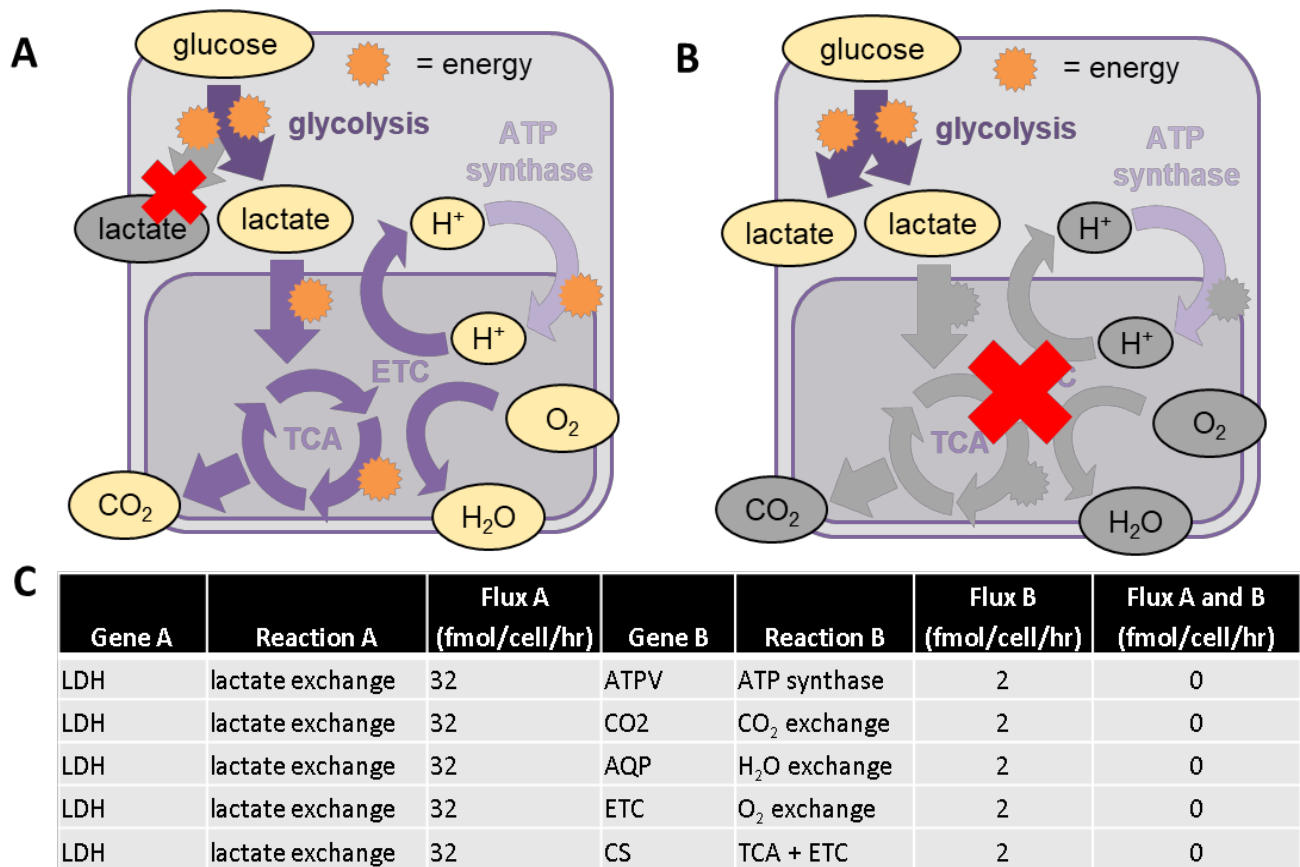 A
glucose
= energy
glycolysis
ATP
synthase
lactate
lactate
H+
H+
ETC
O₂
TCA
CO₂
H₂O
B
glucose
= energy
glycolysis
ATP
synthase
lactate
lactate
H+
H+
C
O₂
TCA
CO₂
H₂O
C
Gene A Reaction A Flux A (fmol/cell/hr) Gene B Reaction B Flux B (fmol/cell/hr) Flux A and B (fmol/cell/hr)
LDH lactate exchange 32 ATPV ATP synthase 2 0
LDH lactate exchange 32 CO2 CO₂ exchange 2 0
LDH lactate exchange 32 AQP H₂O exchange 2 0
LDH lactate exchange 32 ETC O₂ exchange 2 0
LDH lactate exchange 32 CS TCA + ETC 2 0